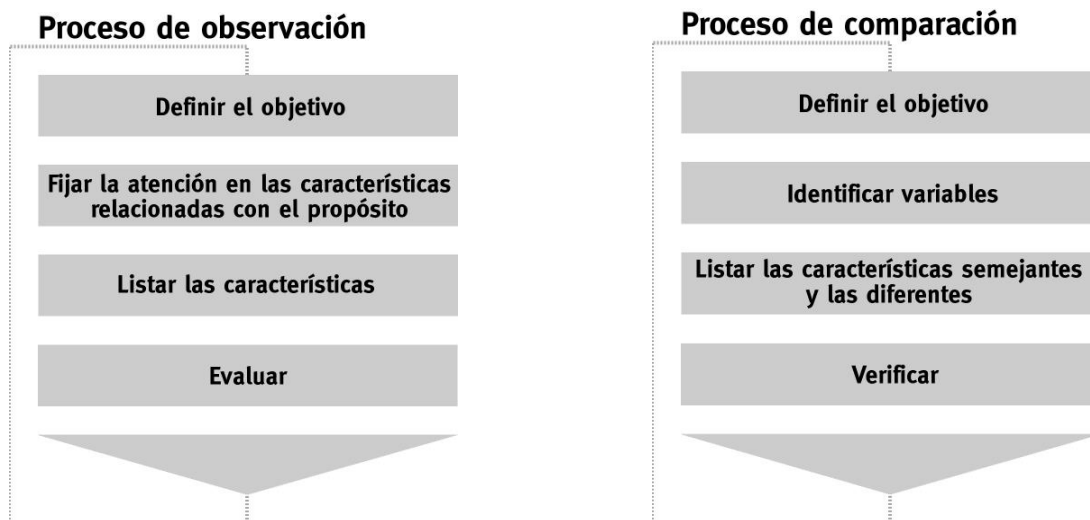 Proceso de observación
Definir el objetivo
Fijar la atención en las características
relacionadas con el propósito
Listar las características
Evaluar
Proceso de comparación
Definir el objetivo
Identificar variables
Listar las características semejantes
y las diferentes
Verificar